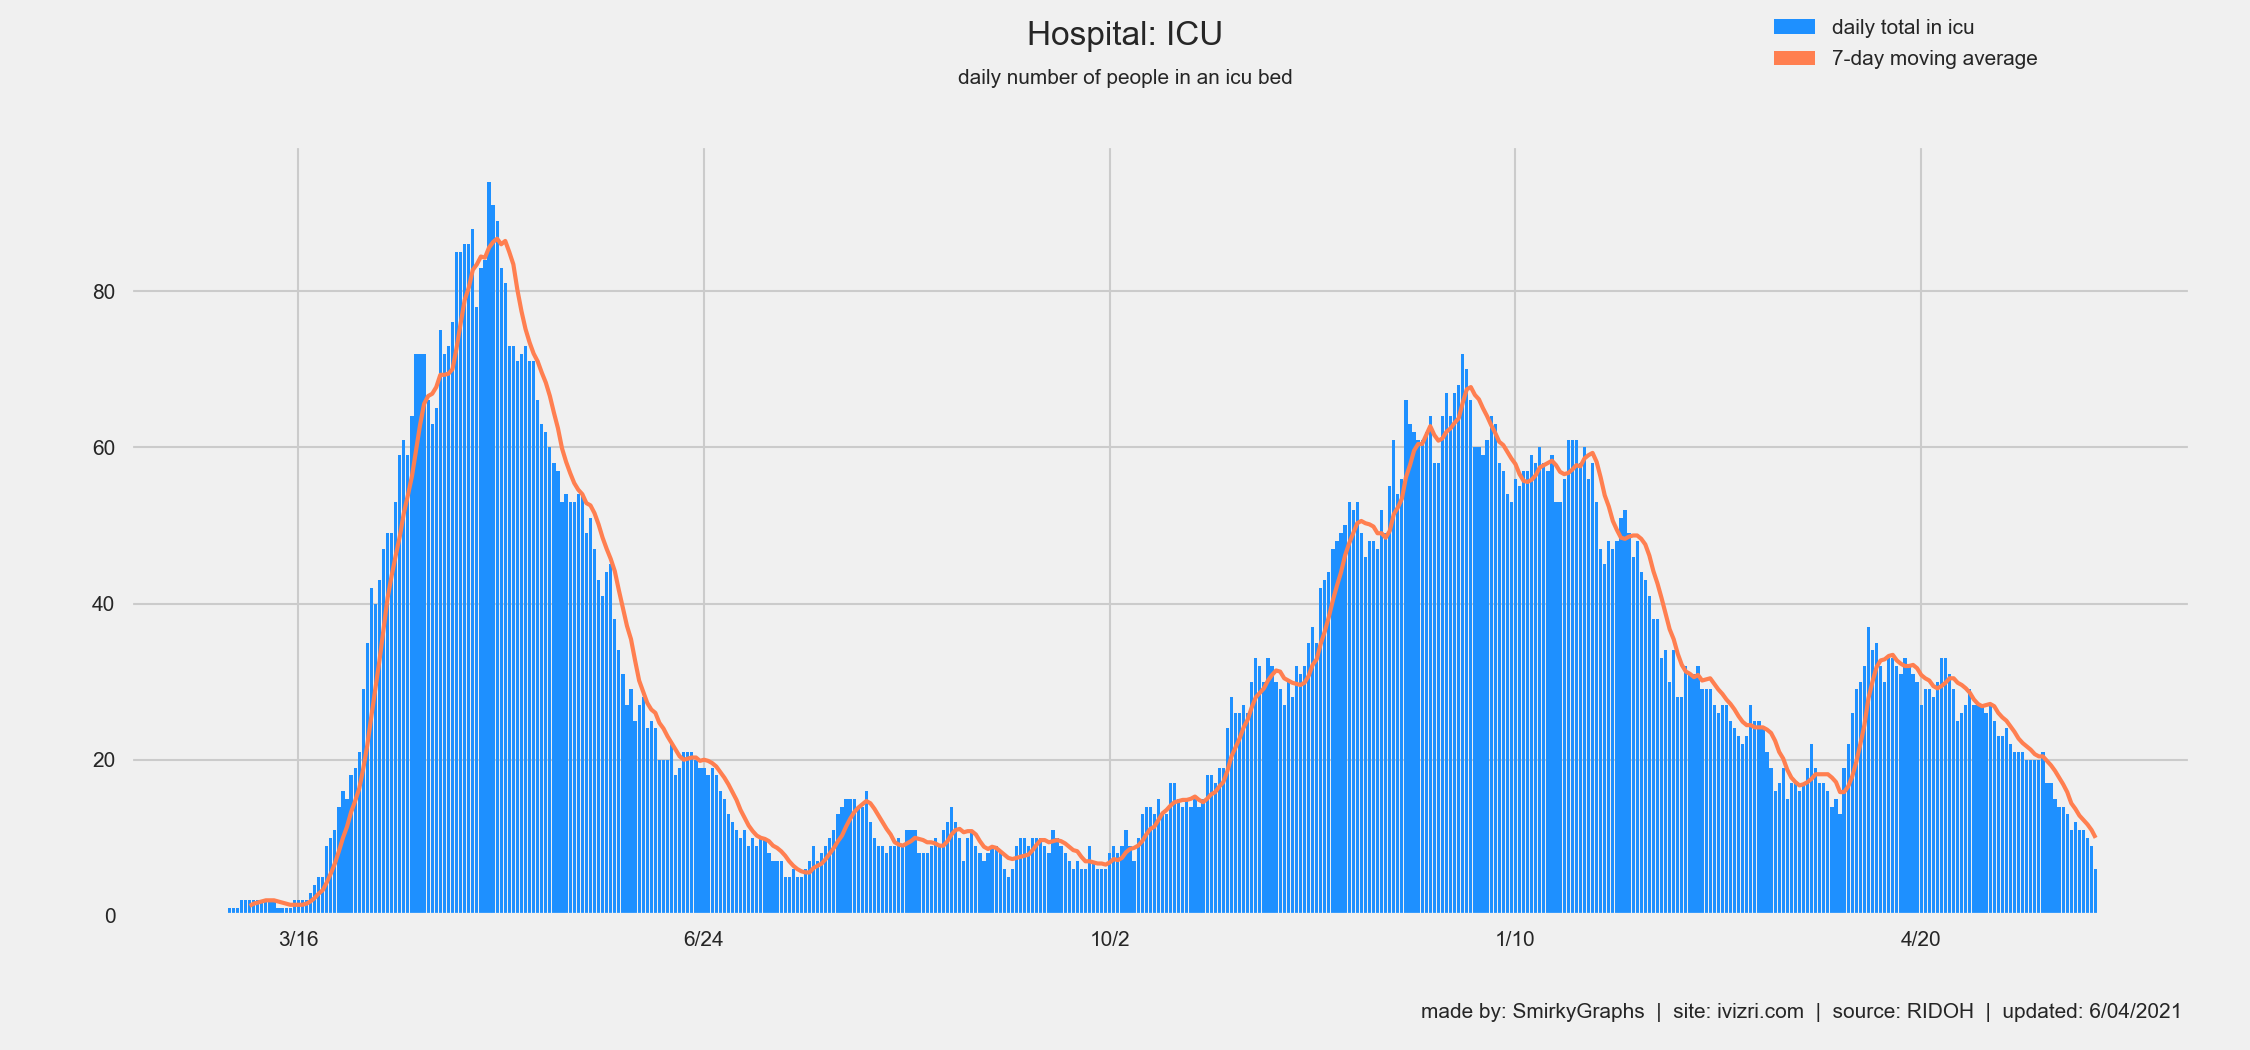 Hospital: ICU
daily number of people in an icu bed
daily total in icu
7-day moving average
80
60
40
20
0
3/16 6/24 10/2 1/10 4/20
made by: SmirkyGraphs | site: ivizri.com | source: RIDOH | updated: 6/04/2021